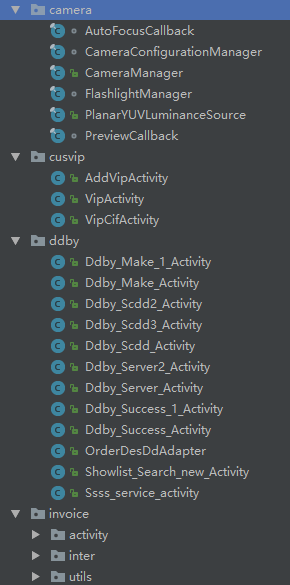 camera
AutoFocusCallback
CameraConfigurationManager
CameraManager
FlashlightManager
PlanarYUVLuminanceSource
PreviewCallback
cusvip
AddVipActivity
VipActivity
VipCifActivity
ddby
Ddby_Make_1_Activity
Ddby_Make_Activity
Ddby_Scdd2_Activity
Ddby_Scdd3_Activity
Ddby_Scdd_Activity
Ddby_Server2_Activity
Ddby_Server_Activity
Ddby_Success_1_Activity
Ddby_Success_Activity
OrderDesDdAdapter
Showlist_Search_new_Activity
Ssss_service_activity
invoice
activity
inter
utils